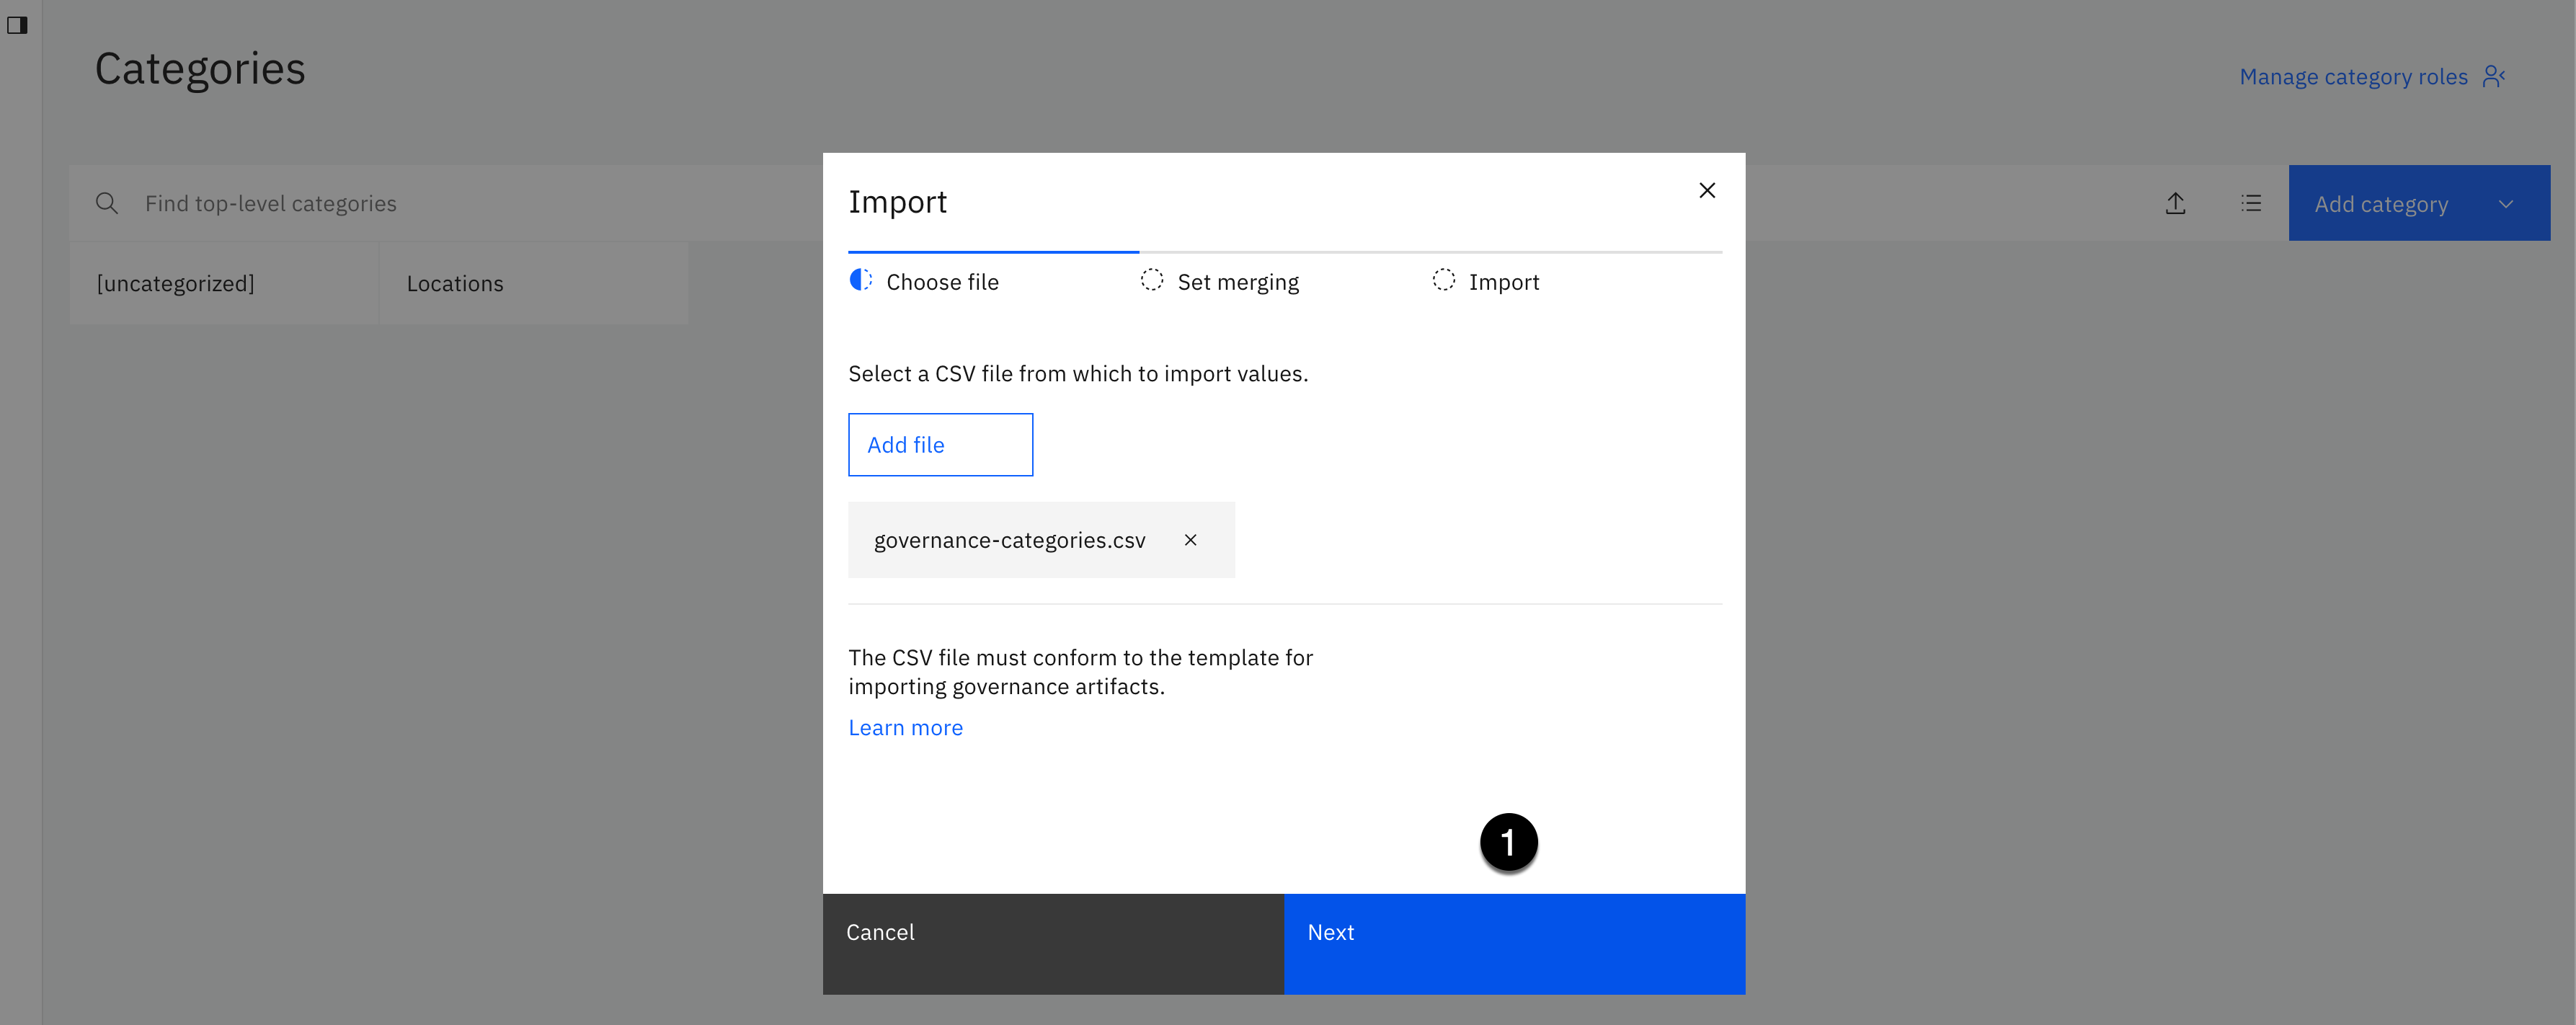 Categories
Manage category roles
Find top-level categories
Add category
[uncategorized]
Locations
Import
Choose file
Set merging
Import
Select a CSV file from which to import values.
Add file
governance-categories.csv
The CSV file must conform to the template for
importing governance artifacts.
Learn more
1
Cancel
Next